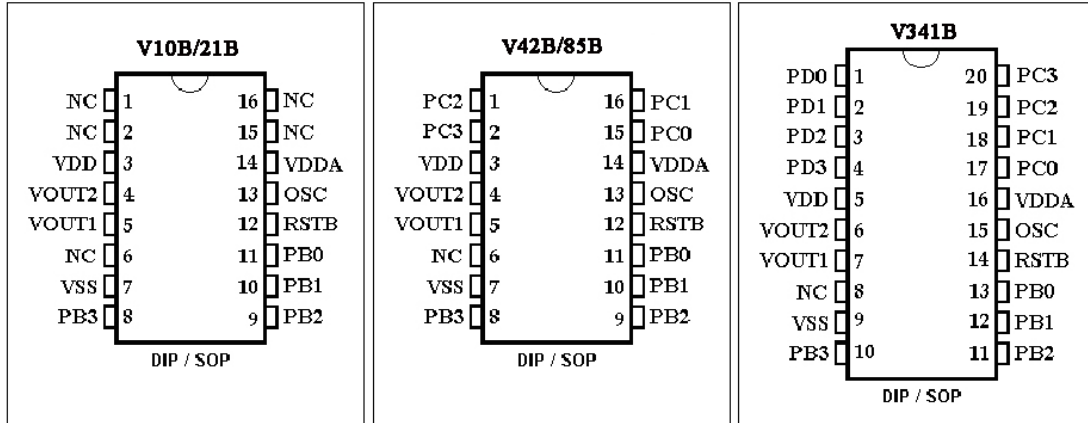 V10B/21B
NC 1 16 NC
NC 2 15 NC
VDD 3 14 VDDA
VOUT2 4 13 OSC
VOUT1 5 12 RSTB
NC 6 11 PB0
VSS 7 10 PB1
PB3 8 9 PB2
DIP / SOP
V42B/85B
PC2 1 16 PC1
PC3 2 15 PC0
VDD 3 14 VDDA
VOUT2 4 13 OSC
VOUT1 5 12 RSTB
NC 6 11 PB0
VSS 7 10 PB1
PB3 8 9 PB2
DIP / SOP
V341B
PD0 1 20 PC3
PD1 2 19 PC2
PD2 3 18 PC1
PD3 4 17 PC0
VDD 5 16 VDDA
VOUT2 6 15 OSC
VOUT1 7 14 RSTB
NC 8 13 PB0
VSS 9 12 PB1
PB3 10 11 PB2
DIP / SOP